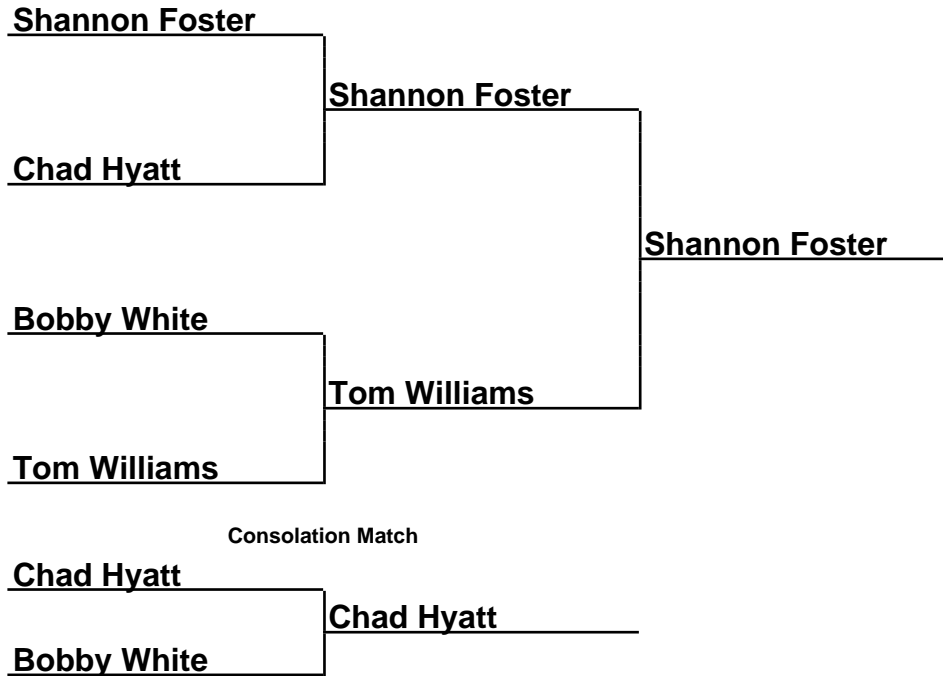 Shannon Foster
Shannon Foster
Chad Hyatt
Shannon Foster
Bobby White
Tom Williams
Tom Williams
Consolation Match
Chad Hyatt
Chad Hyatt
Bobby White